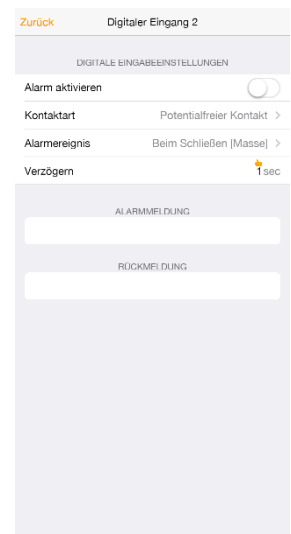 Zurück Digitaler Eingang 2
DIGITALE EINGABEEINSTELLUNGEN
Alarm aktivieren
Kontaktart Potentialfreier Kontakt >
Alarmereignis Beim Schließen [Masse] >
Verzögern 1 sec
ALARMMELDUNG
RÜCKMELDUNG